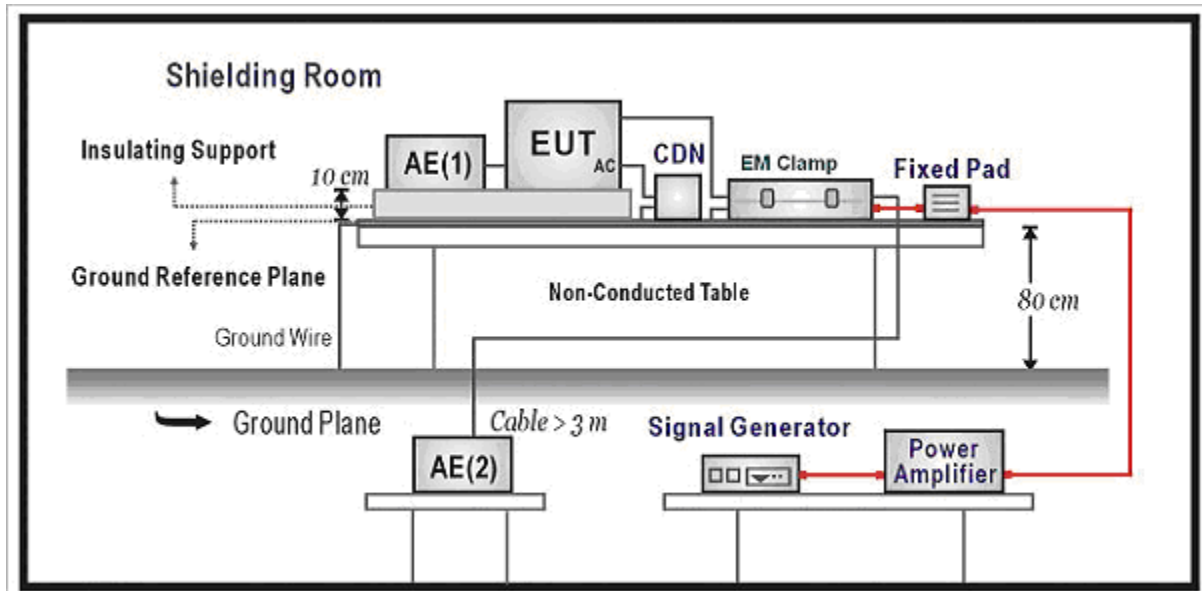 Shielding Room
Insulating Support
10 cm
AE(1)
EUT
AC
CDN
EM Clamp
Fixed Pad
Ground Reference Plane
Non-Conducted Table
80 cm
Ground Wire
Ground Plane
Cable > 3 m
AE(2)
Signal Generator
Power
Amplifier